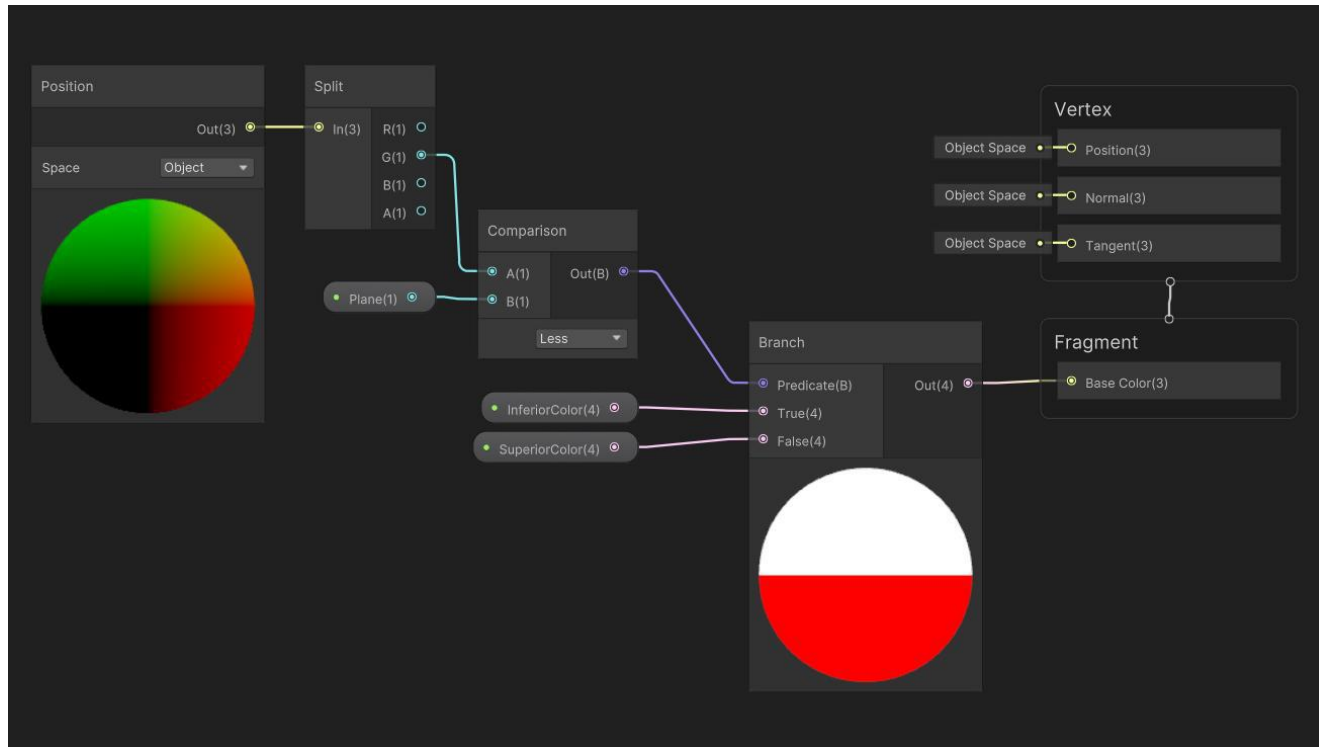 Position
Out(3)
Space
Object
Split
In(3)
R(1)
G(1)
B(1)
A(1)
Plane(1)
Comparison
A(1)
Out(B)
B(1)
Less
InferiorColor(4)
SuperiorColor(4)
Branch
Predicate(B)
Out(4)
True(4)
False(4)
Vertex
Object Space
Position(3)
Object Space
Normal(3)
Object Space
Tangent(3)
Fragment
Base Color(3)